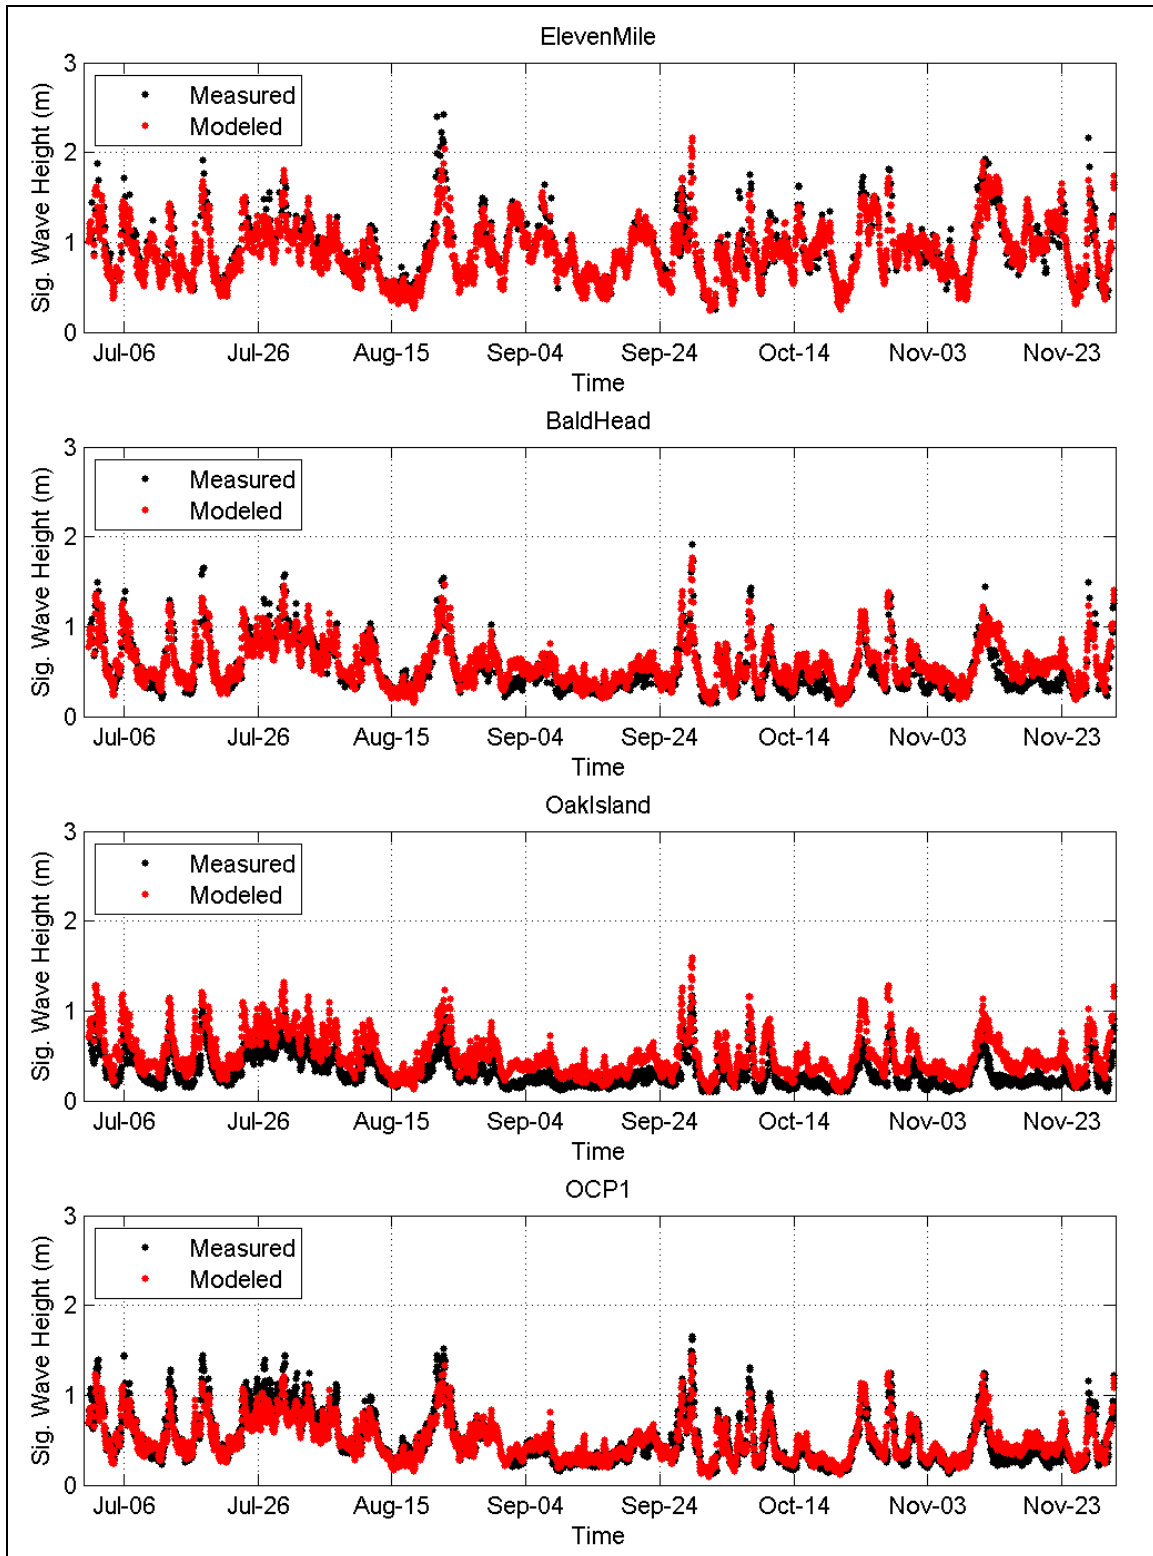 ElevenMile
3
2
1
0
Sig. Wave Height (m)
Measured
Modeled
Jul-06 Jul-26 Aug-15 Sep-04 Sep-24 Oct-14 Nov-03 Nov-23
Time
BaldHead
3
2
1
0
Sig. Wave Height (m)
Measured
Modeled
Jul-06 Jul-26 Aug-15 Sep-04 Sep-24 Oct-14 Nov-03 Nov-23
Time
OakIsland
3
2
1
0
Sig. Wave Height (m)
Measured
Modeled
Jul-06 Jul-26 Aug-15 Sep-04 Sep-24 Oct-14 Nov-03 Nov-23
Time
OCP1
3
2
1
0
Sig. Wave Height (m)
Measured
Modeled
Jul-06 Jul-26 Aug-15 Sep-04 Sep-24 Oct-14 Nov-03 Nov-23
Time